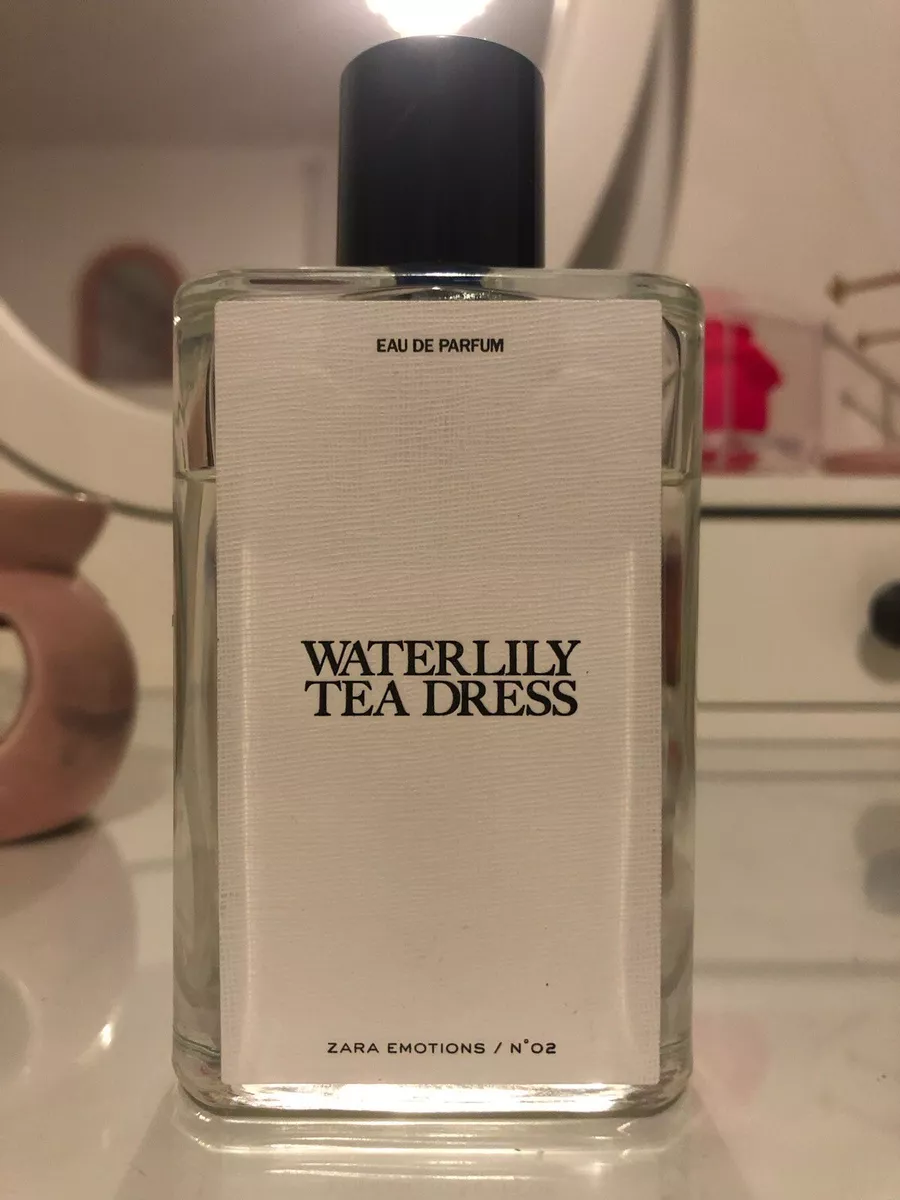 EAU DE PARFUM
WATERLILY
TEA DRESS
ZARA EMOTIONS / N°02